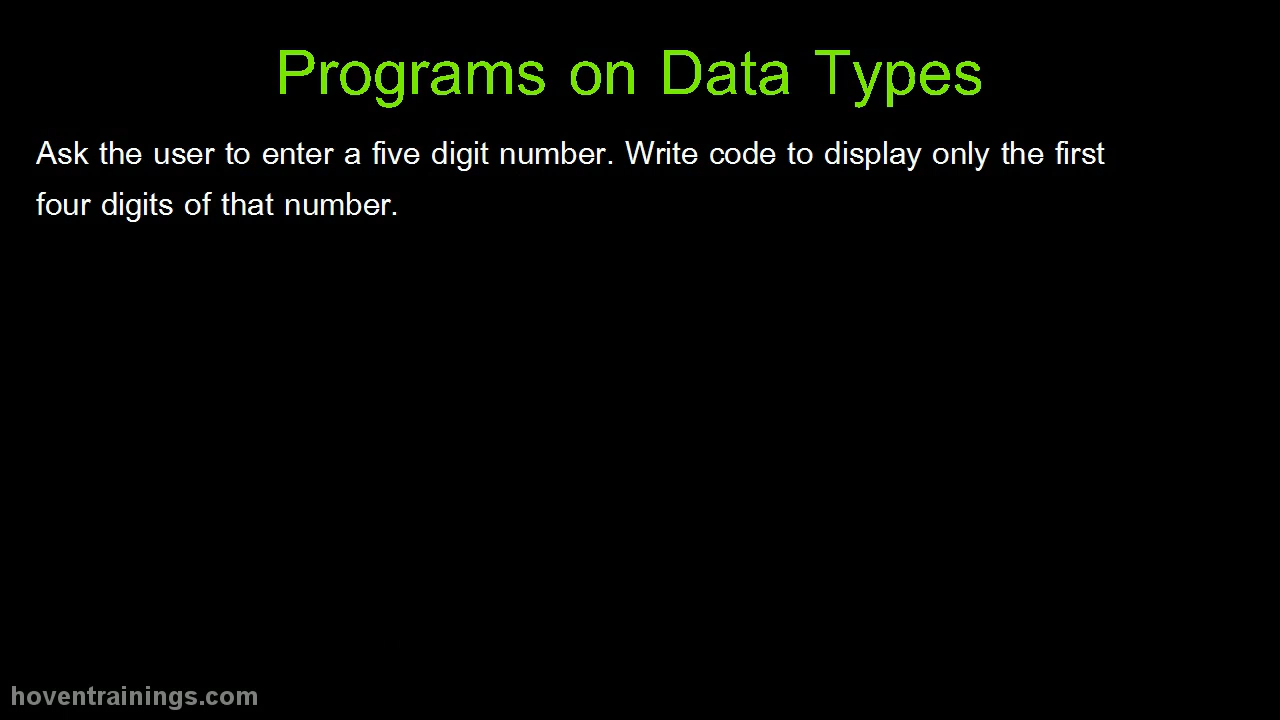 Programs on Data Types
Ask the user to enter a five digit number. Write code to display only the first
four digits of that number.
hoventrainings.com